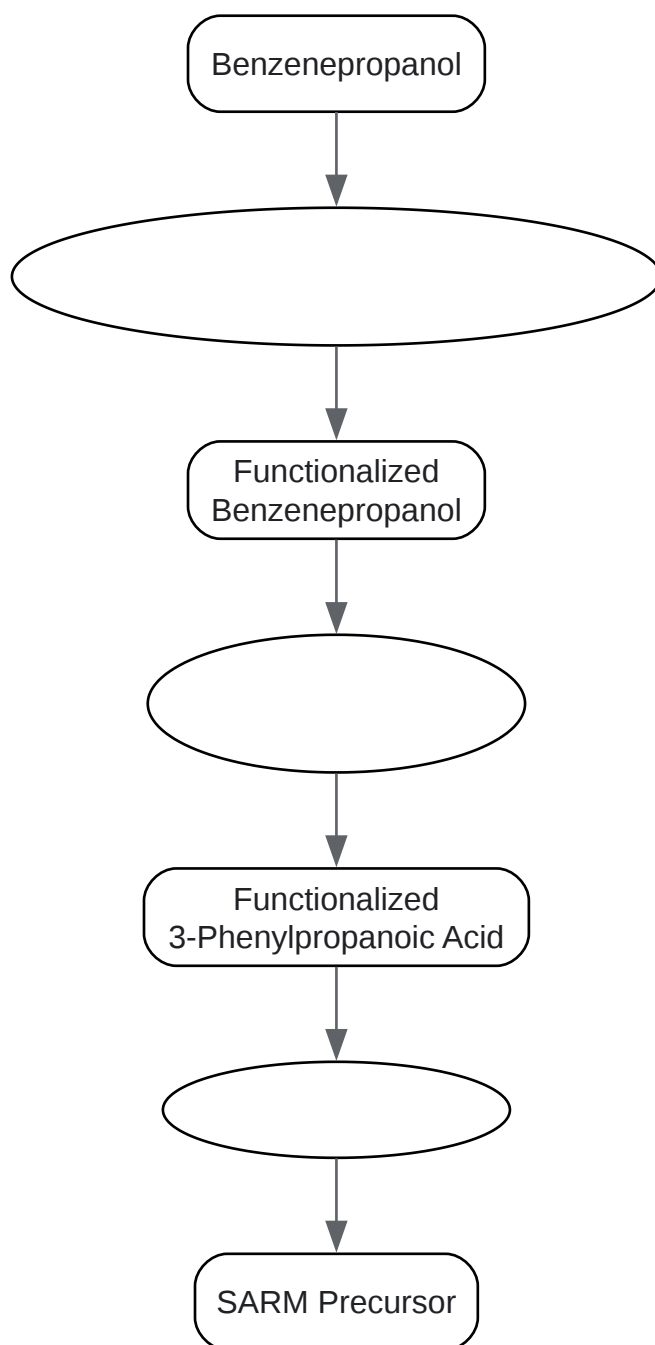 Benzenepropanol
Functionalized
Benzenepropanol
Functionalized
3-Phenylpropanoic Acid
SARM Precursor